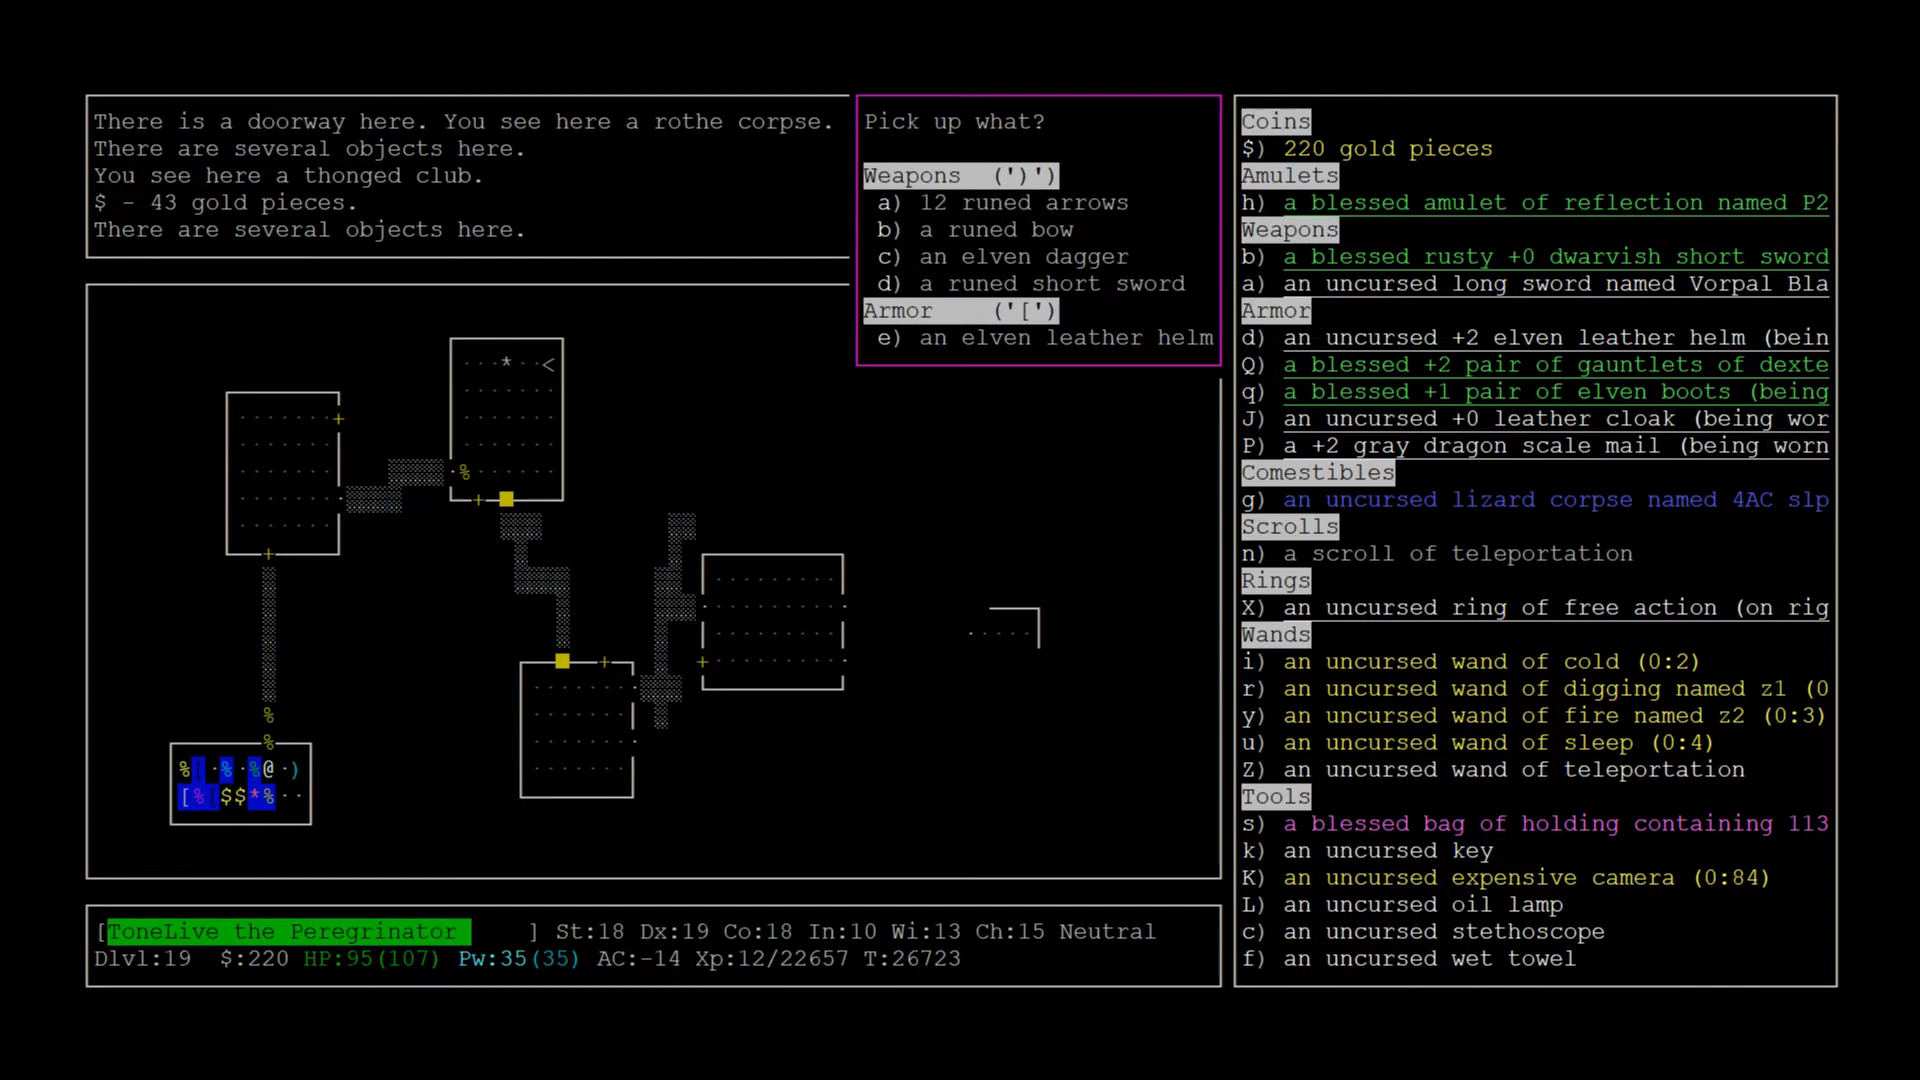 There is a doorway here. You see here a rothe corpse.
There are several objects here.
You see here a thonged club.
$ - 43 gold pieces.
There are several objects here.
Pick up what?
Weapons (')')
a) 12 runed arrows
b) a runed bow
c) an elven dagger
d) a runed short sword
Armor ('[')
e) an elven leather helm
Coins
$) 220 gold pieces
Amulets
h) a blessed amulet of reflection named P2
Weapons
b) a blessed rusty +0 dwarvish short sword
a) an uncursed long sword named Vorpal Bla
Armor
d) an uncursed +2 elven leather helm (bein
Q) a blessed +2 pair of gauntlets of dexte
q) a blessed +1 pair of elven boots (being
J) an uncursed +0 leather cloak (being wor
P) a +2 gray dragon scale mail (being worn
Comestibles
g) an uncursed lizard corpse named 4AC slp
Scrolls
n) a scroll of teleportation
Rings
X) an uncursed ring of free action (on rig
Wands
i) an uncursed wand of cold (0:2)
r) an uncursed wand of digging named z1 (0
y) an uncursed wand of fire named z2 (0:3)
u) an uncursed wand of sleep (0:4)
Z) an uncursed wand of teleportation
Tools
s) a blessed bag of holding containing 113
k) an uncursed key
K) an uncursed expensive camera (0:84)
L) an uncursed oil lamp
c) an uncursed stethoscope
f) an uncursed wet towel
[ToneLive the Peregrinator ] St:18 Dx:19 Co:18 In:10 Wi:13 Ch:15 Neutral
Dlvl:19 $:220 HP:95(107) Pw:35(35) AC:-14 Xp:12/22657 T:26723